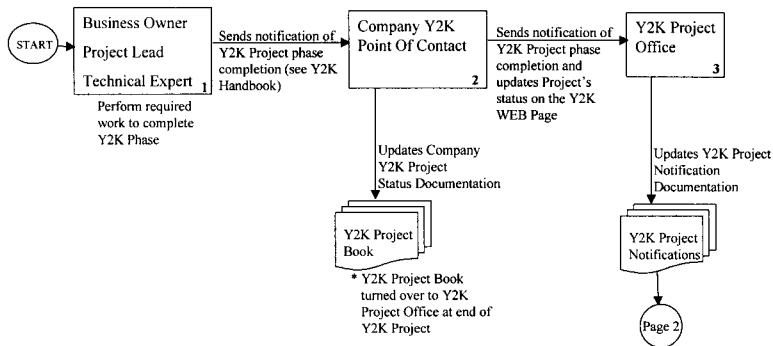 START
Business Owner
Project Lead
Technical Expert
1
Perform required
work to complete
Y2K Phase
Sends notification of
Y2K Project phase
completion (see Y2K
Handbook)
Company Y2K
Point Of Contact
2
Sends notification of
Y2K Project phase
completion and
updates Project's
status on the Y2K
WEB Page
Y2K Project
Office
3
Updates Company
Y2K Project
Status Documentation
Y2K Project
Book
* Y2K Project Book
turned over to Y2K
Project Office at end of
Y2K Project
Updates Y2K Project
Notification
Documentation
Y2K Project
Notifications
Page 2